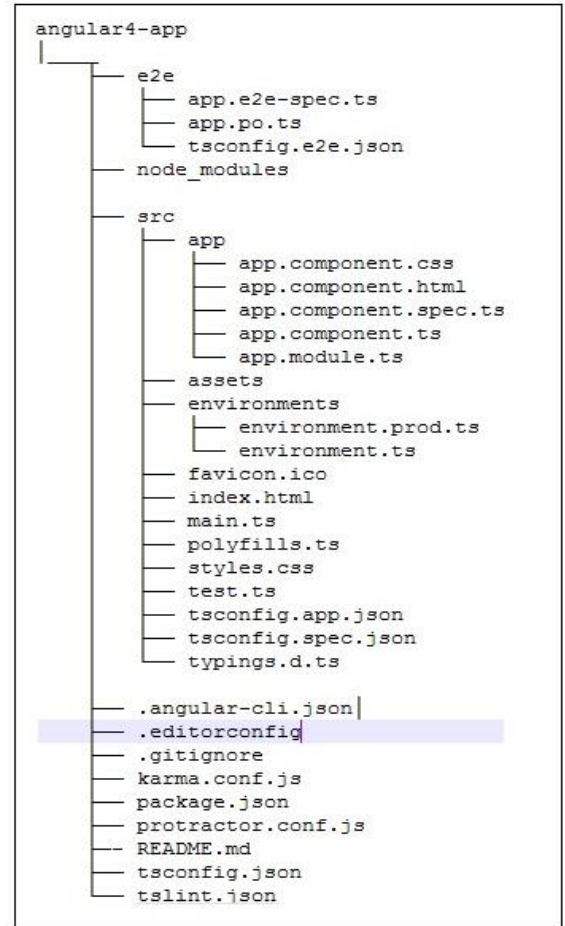 angular4-app
e2e
app.e2e-spec.ts
app.po.ts
tsconfig.e2e.json
node_modules
src
app
app.component.css
app.component.html
app.component.spec.ts
app.component.ts
app.module.ts
assets
environments
environment.prod.ts
environment.ts
favicon.ico
index.html
main.ts
polyfills.ts
styles.css
test.ts
tsconfig.app.json
tsconfig.spec.json
typings.d.ts
.angular-cli.json
.editorconfig
.gitignore
karma.conf.js
package.json
protractor.conf.js
README.md
tsconfig.json
tslint.json